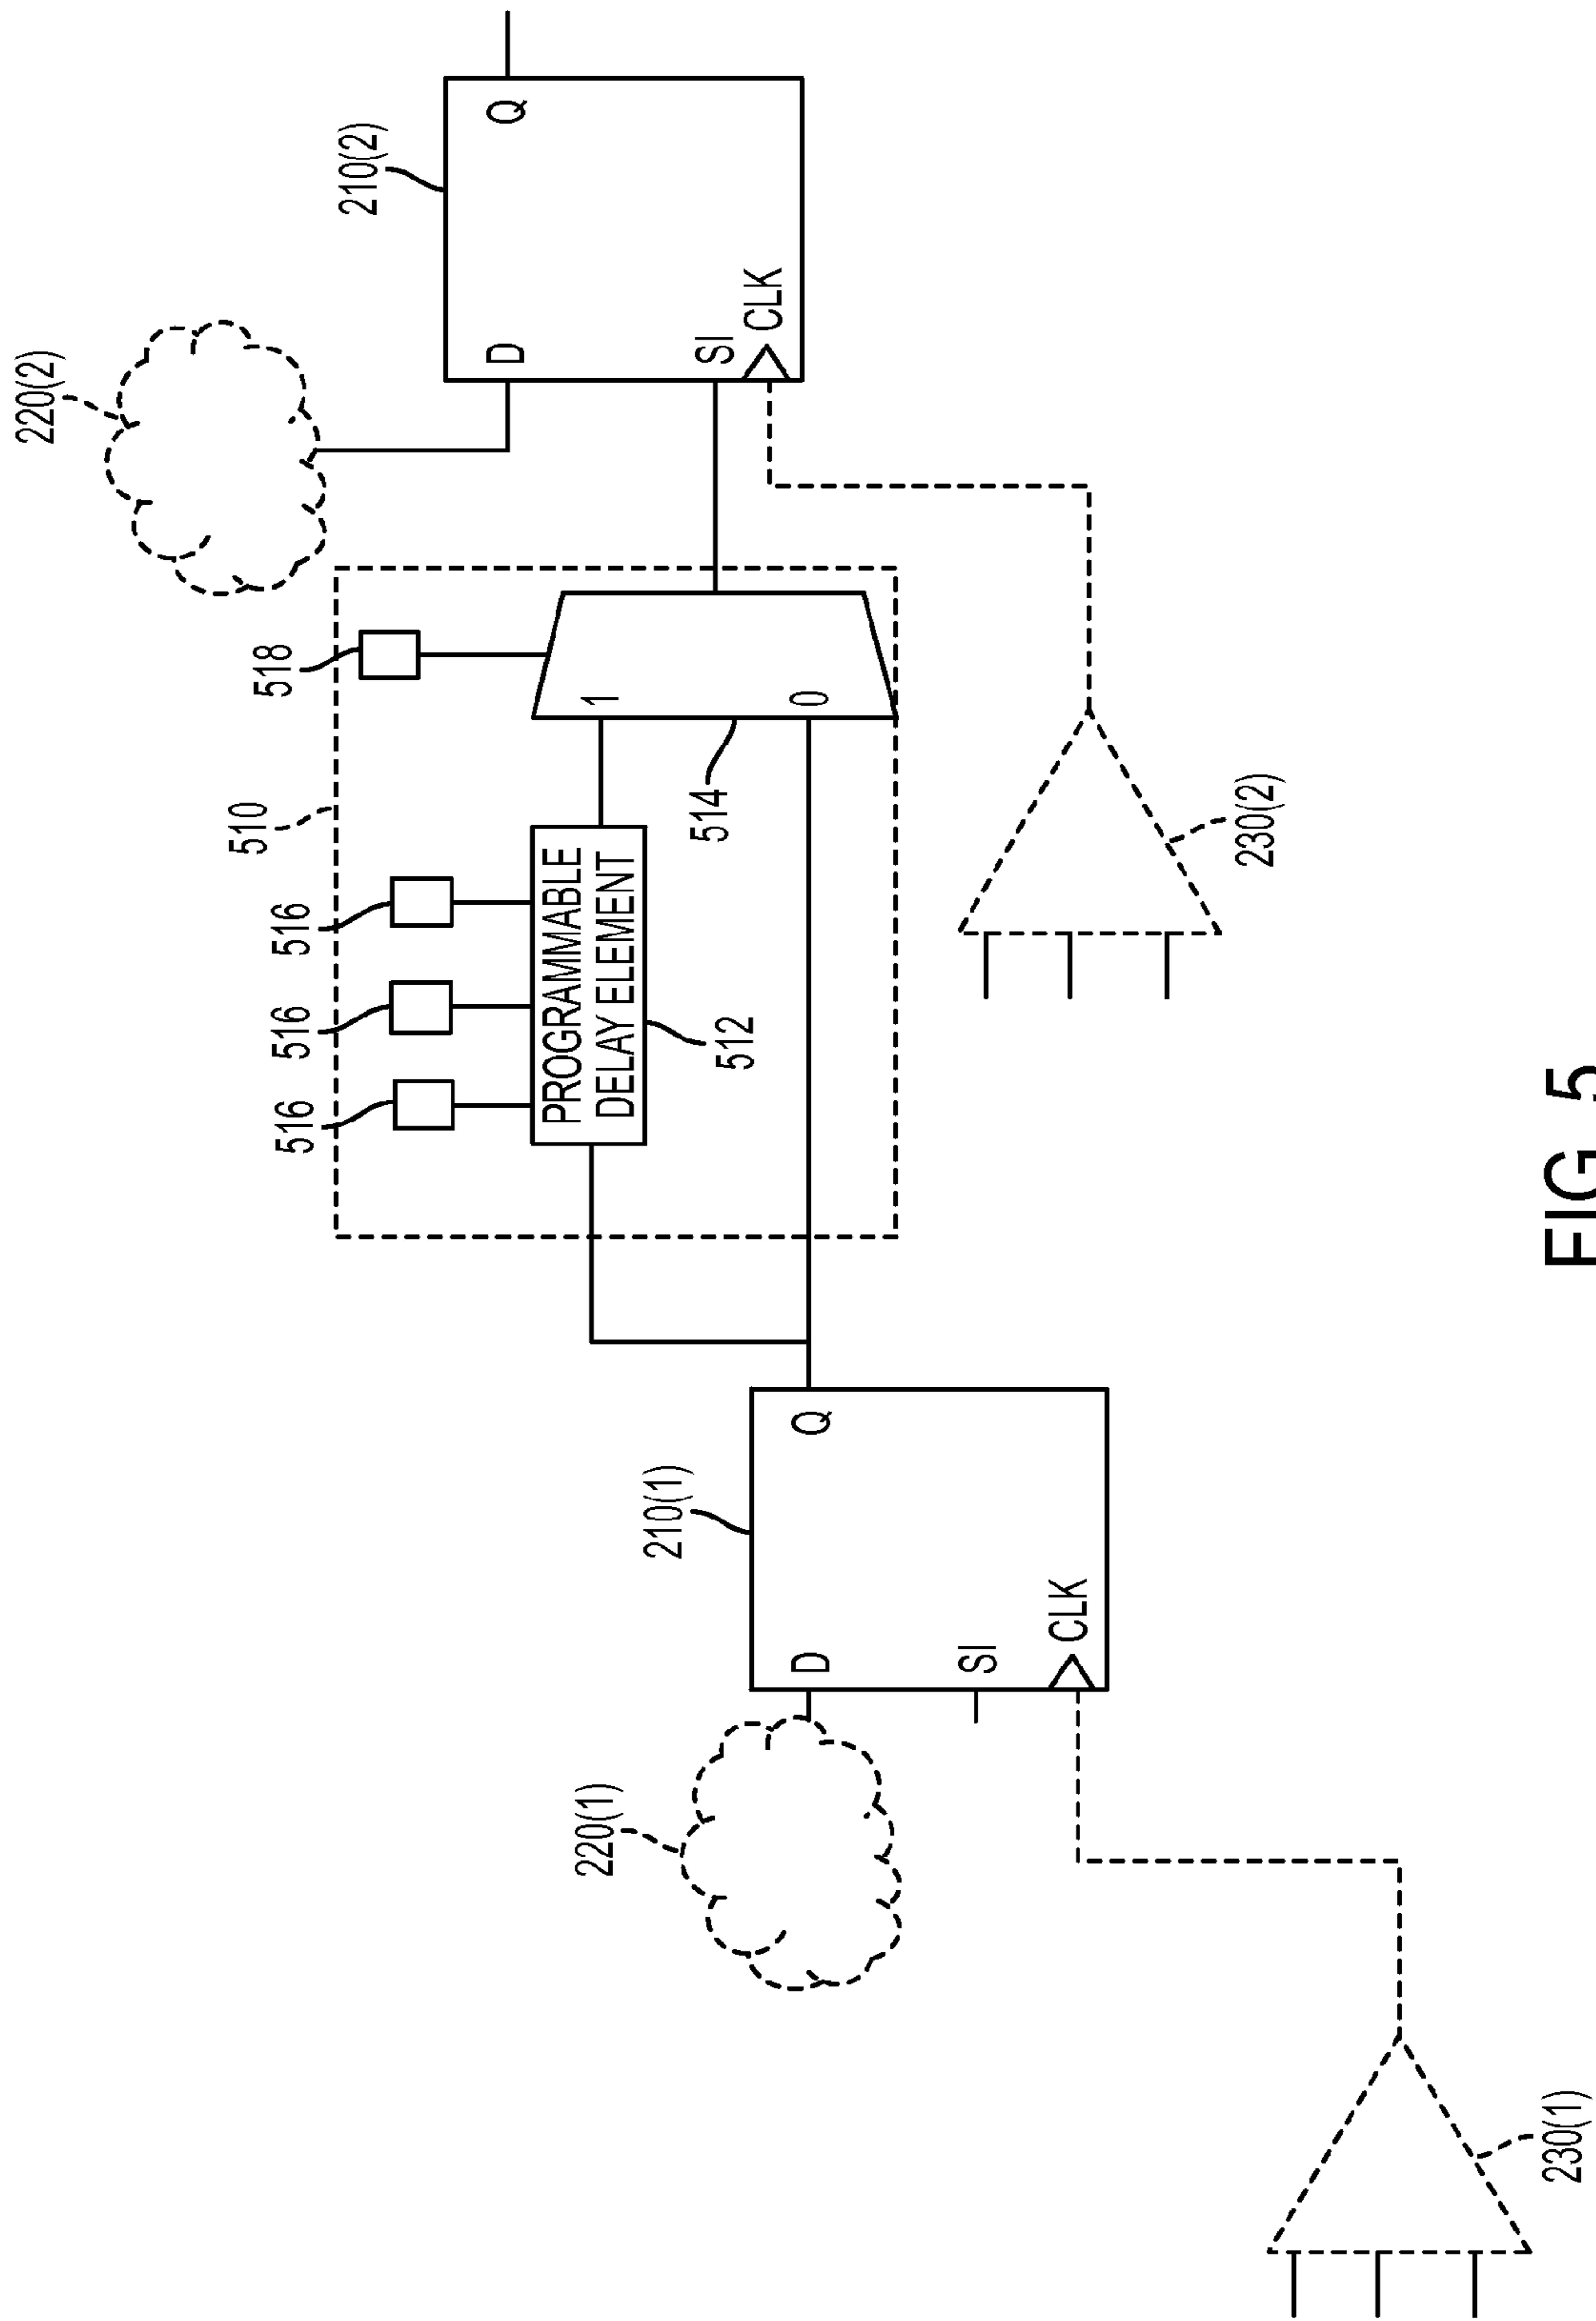 220(2)
210(2)
D
Q
SI
CLK
510
518
516
516
516
1
0
PROGRAMMABLE
DELAY ELEMENT
514
512
210(1)
D
Q
SI
CLK
220(1)
230(2)
230(1)
FIG. 5